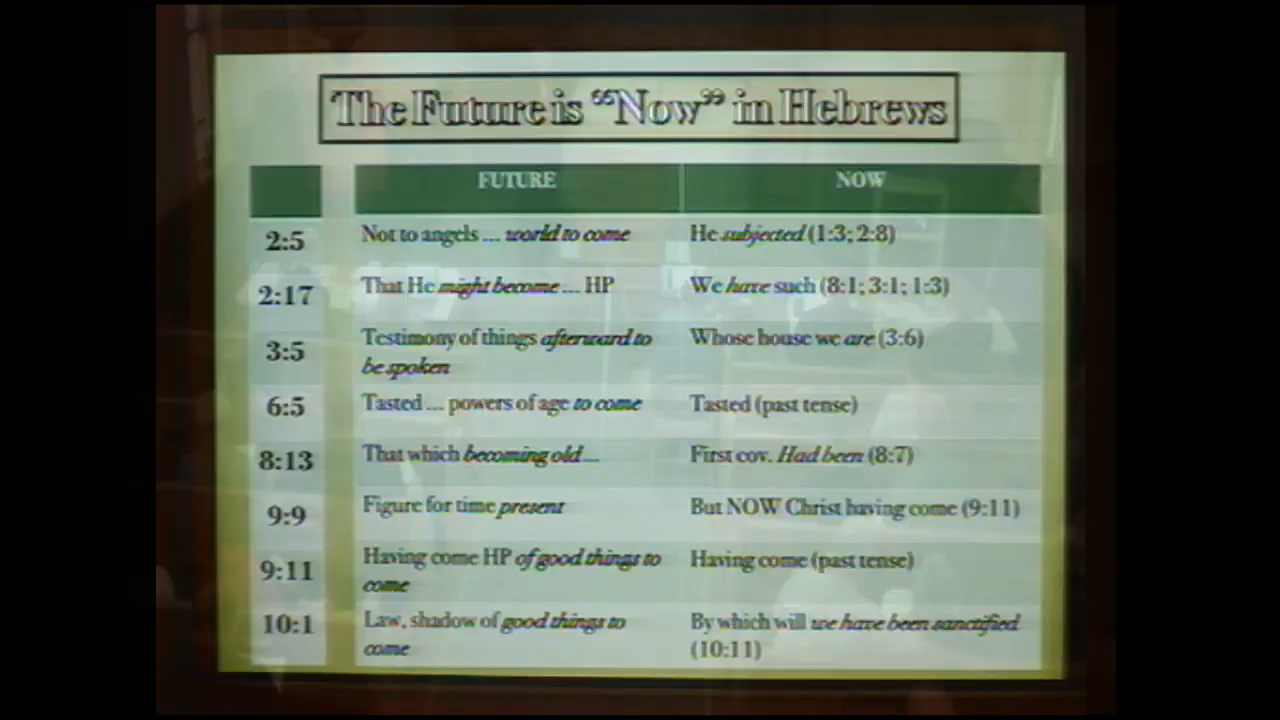 The Future is “Now” in Hebrews
FUTURE NOW
2:5 Not to angels ... world to come He subjected (1:3; 2:8)
2:17 That He might become ... HP We have such (8:1; 3:1; 1:3)
3:5 Testimony of things afterward to Whose house we are (3:6)
be spoken
6:5 Tasted ... powers of age to come Tasted (past tense)
8:13 That which becoming old ... First cov. Had been (8:7)
9:9 Figure for time present But NOW Christ having come (9:11)
9:11 Having come HP of good things to Having come (past tense)
come
10:1 Law, shadow of good things to By which will we have been sanctified
come (10:11)